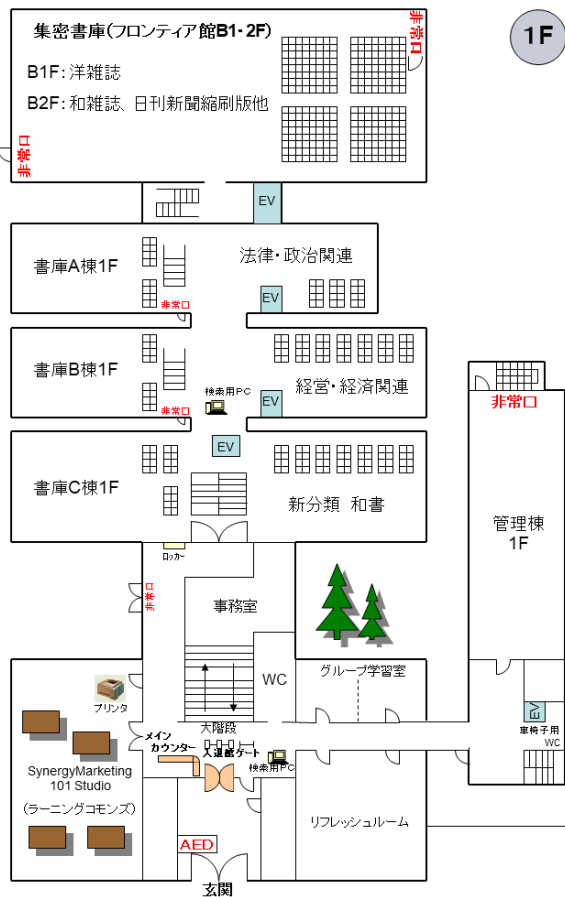 集密書庫(フロンティア館B1-2F)
非常口
1F
B1F: 洋雑誌
B2F: 和雑誌、日刊新聞縮刷版他
非常口
EV
書庫A棟1F
法律・政治関連
EV
非常口
書庫B棟1F
検索用PC
経営・経済関連
EV
非常口
非常口
EV
書庫C棟1F
新分類 和書
管理棟
1F
ロッカー
非常口
事務室
WC
グループ学習室
プリンタ
EV
大階段
車椅子用
WC
メイン
カウンター
入退館ゲート
検索用PC
SynergyMarketing
101 Studio
(ラーニングコモンズ)
リフレッシュルーム
AED
玄関